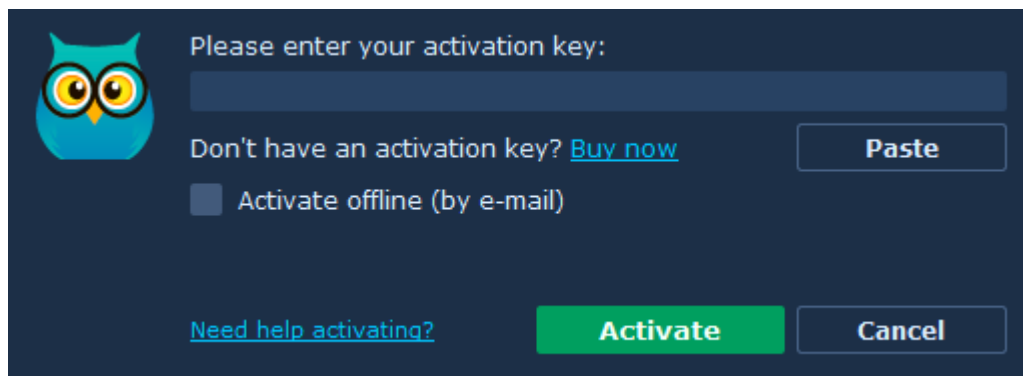 Please enter your activation key:
Don't have an activation key? Buy now
Paste
Activate offline (by e-mail)
Need help activating?
Activate
Cancel